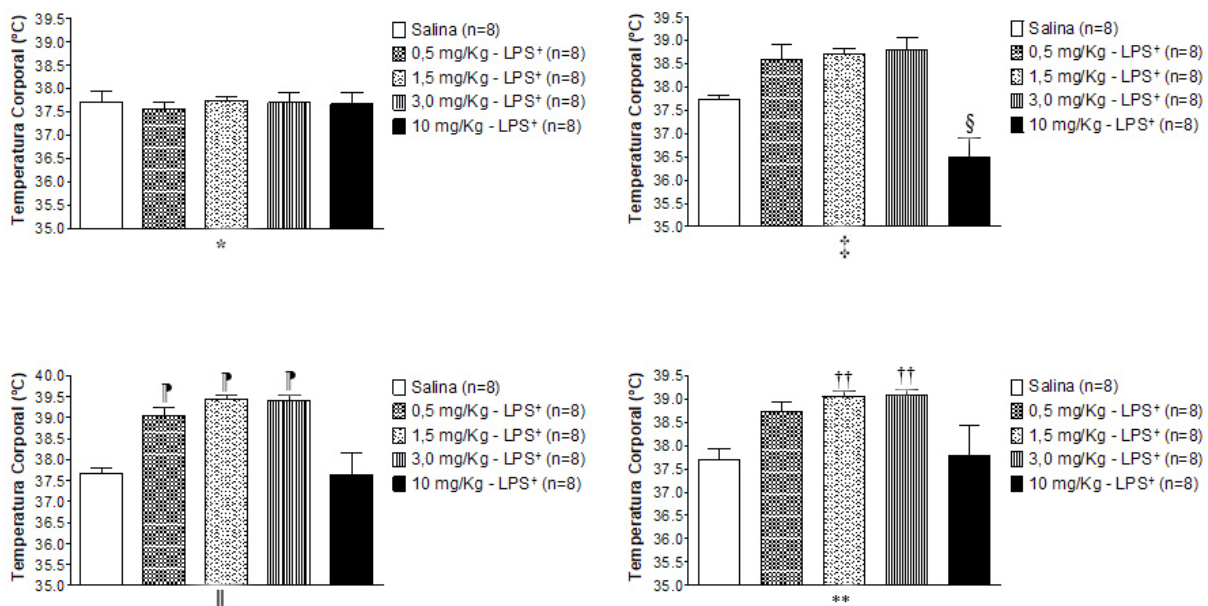 Temperatura Corporal (ºC)
39.5
39.0
38.5
38.0
37.5
37.0
36.5
36.0
35.5
35.0
*
Salina (n=8)
0,5 mg/Kg - LPS⁺ (n=8)
1,5 mg/Kg - LPS⁺ (n=8)
3,0 mg/Kg - LPS⁺ (n=8)
10 mg/Kg - LPS⁺ (n=8)
Temperatura Corporal (ºC)
39.5
39.0
38.5
38.0
37.5
37.0
36.5
36.0
35.5
35.0
§
‡
Salina (n=8)
0,5 mg/Kg - LPS⁺ (n=8)
1,5 mg/Kg - LPS⁺ (n=8)
3,0 mg/Kg - LPS⁺ (n=8)
10 mg/Kg - LPS⁺ (n=8)
Temperatura Corporal (ºC)
40.0
39.5
39.0
38.5
38.0
37.5
37.0
36.5
36.0
35.5
35.0
⁋ ⁋ ⁋
||
Salina (n=8)
0,5 mg/Kg - LPS⁺ (n=8)
1,5 mg/Kg - LPS⁺ (n=8)
3,0 mg/Kg - LPS⁺ (n=8)
10 mg/Kg - LPS⁺ (n=8)
Temperatura Corporal (ºC)
39.5
39.0
38.5
38.0
37.5
37.0
36.5
36.0
35.5
35.0
†† ††
**
Salina (n=8)
0,5 mg/Kg - LPS⁺ (n=8)
1,5 mg/Kg - LPS⁺ (n=8)
3,0 mg/Kg - LPS⁺ (n=8)
10 mg/Kg - LPS⁺ (n=8)